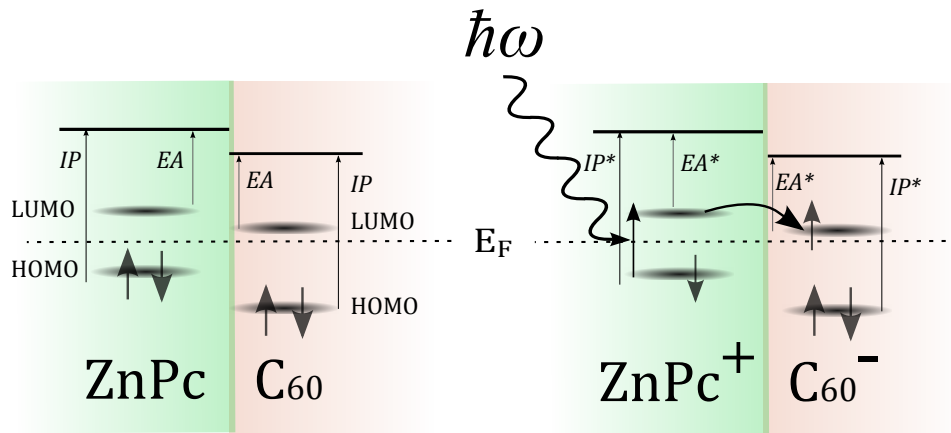 ħω
IP
EA
EA
IP
LUMO
LUMO
HOMO
HOMO
ZnPc
C₆₀
E_F
IP*
EA*
EA*
IP*
ZnPc⁺
C₆₀⁻